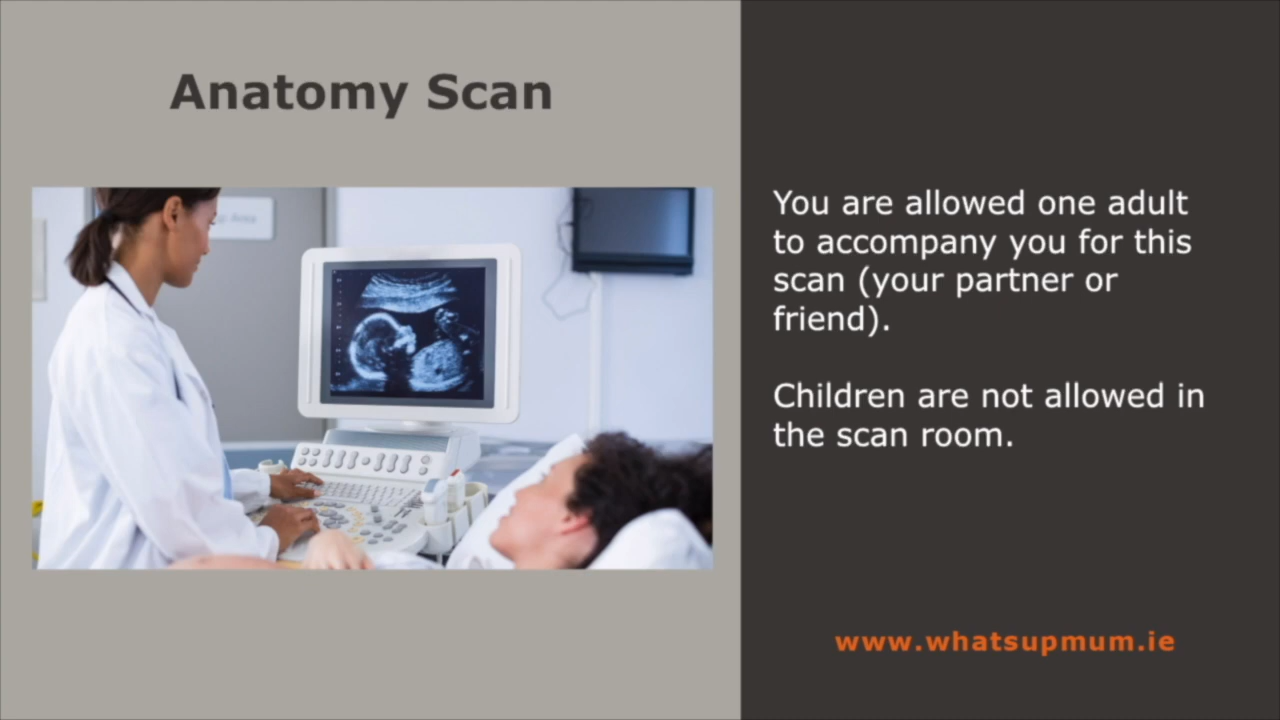 Anatomy Scan
You are allowed one adult
to accompany you for this
scan (your partner or
friend).
Children are not allowed in
the scan room.
www.whatsupmum.ie